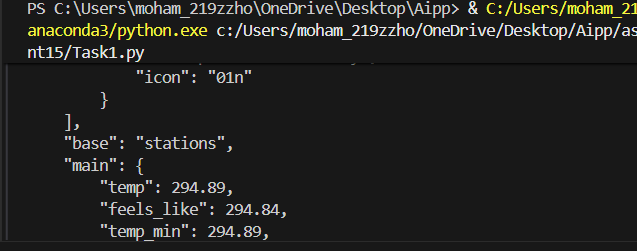 PS C:\Users\moham_219zzho\OneDrive\Desktop\Aipp> & C:/Users/moham_21
anaconda3/python.exe c:/Users/moham_219zzho/OneDrive/Desktop/Aipp/as
nt15/Task1.py
"icon": "01n"
}
],
"base": "stations",
"main": {
"temp": 294.89,
"feels_like": 294.84,
"temp_min": 294.89,